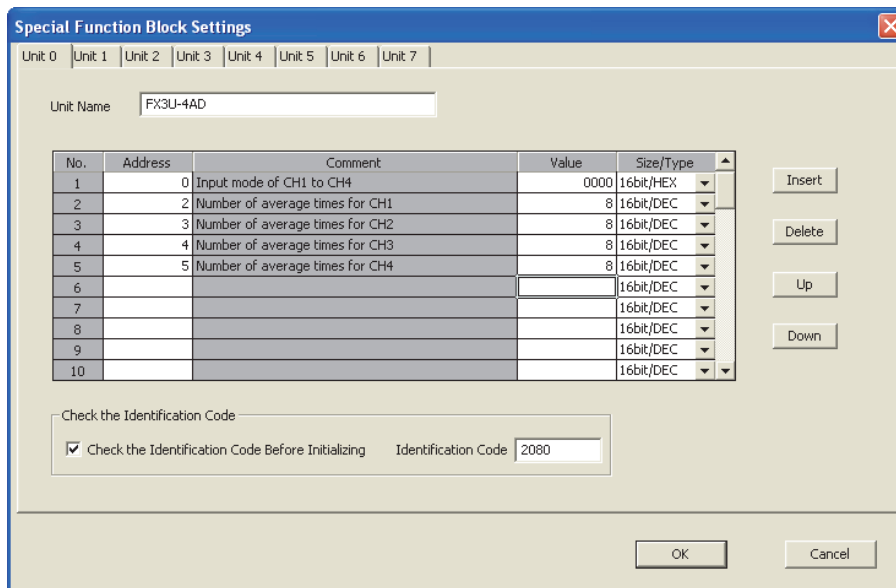 Special Function Block Settings
Unit 0 Unit 1 Unit 2 Unit 3 Unit 4 Unit 5 Unit 6 Unit 7
Unit Name FX3U-4AD
No. Address Comment Value Size/Type
1 0 Input mode of CH1 to CH4 0000 16bit/HEX
2 2 Number of average times for CH1 8 16bit/DEC
3 3 Number of average times for CH2 8 16bit/DEC
4 4 Number of average times for CH3 8 16bit/DEC
5 5 Number of average times for CH4 8 16bit/DEC
6 16bit/DEC
7 16bit/DEC
8 16bit/DEC
9 16bit/DEC
10 16bit/DEC
Insert
Delete
Up
Down
Check the Identification Code
Check the Identification Code Before Initializing Identification Code 2080
OK Cancel